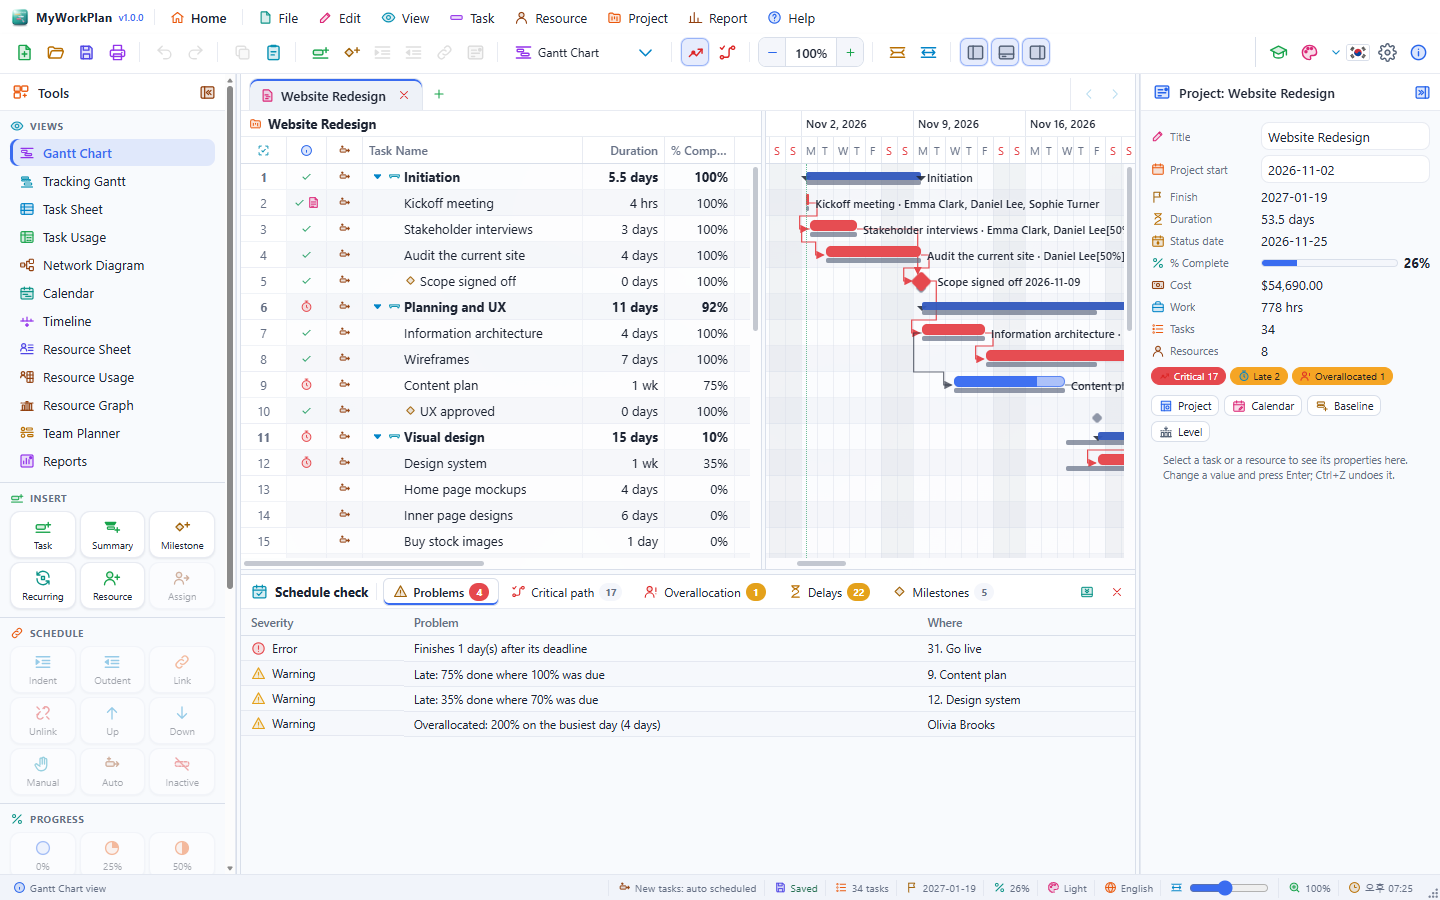 MyWorkPlan v1.0.0
Home File Edit View Task Resource Project Report Help
Gantt Chart 100%
Tools
VIEWS
Gantt Chart
Tracking Gantt
Task Sheet
Task Usage
Network Diagram
Calendar
Timeline
Resource Sheet
Resource Usage
Resource Graph
Team Planner
Reports
INSERT
Task Summary Milestone
Recurring Resource Assign
SCHEDULE
Indent Outdent Link
Unlink Up Down
Manual Auto Inactive
PROGRESS
0% 25% 50%
Website Redesign
Website Redesign
Task Name Duration % Comp...
1 Initiation 5.5 days 100%
2 Kickoff meeting 4 hrs 100%
3 Stakeholder interviews 3 days 100%
4 Audit the current site 4 days 100%
5 Scope signed off 0 days 100%
6 Planning and UX 11 days 92%
7 Information architecture 4 days 100%
8 Wireframes 7 days 100%
9 Content plan 1 wk 75%
10 UX approved 0 days 100%
11 Visual design 15 days 10%
12 Design system 1 wk 35%
13 Home page mockups 4 days 0%
14 Inner page designs 6 days 0%
15 Buy stock images 1 day 0%
Nov 2, 2026 Nov 9, 2026 Nov 16, 2026
S S M T W T F S S M T W T F S S M T W T F S S
Initiation
Kickoff meeting · Emma Clark, Daniel Lee, Sophie Turner
Stakeholder interviews · Emma Clark, Daniel Lee[50%
Audit the current site · Daniel Lee[50%]
Scope signed off 2026-11-09
Information architecture ·
Content pl
Schedule check Problems 4 Critical path 17 Overallocation 1 Delays 22 Milestones 5
Severity Problem Where
Error Finishes 1 day(s) after its deadline 31. Go live
Warning Late: 75% done where 100% was due 9. Content plan
Warning Late: 35% done where 70% was due 12. Design system
Warning Overallocated: 200% on the busiest day (4 days) Olivia Brooks
Project: Website Redesign
Title Website Redesign
Project start 2026-11-02
Finish 2027-01-19
Duration 53.5 days
Status date 2026-11-25
% Complete 26%
Cost $54,690.00
Work 778 hrs
Tasks 34
Resources 8
Critical 17 Late 2 Overallocated 1
Project Calendar Baseline
Level
Select a task or a resource to see its properties here.
Change a value and press Enter; Ctrl+Z undoes it.
Gantt Chart view New tasks: auto scheduled Saved 34 tasks 2027-01-19 26% Light English 100% 오후 07:25